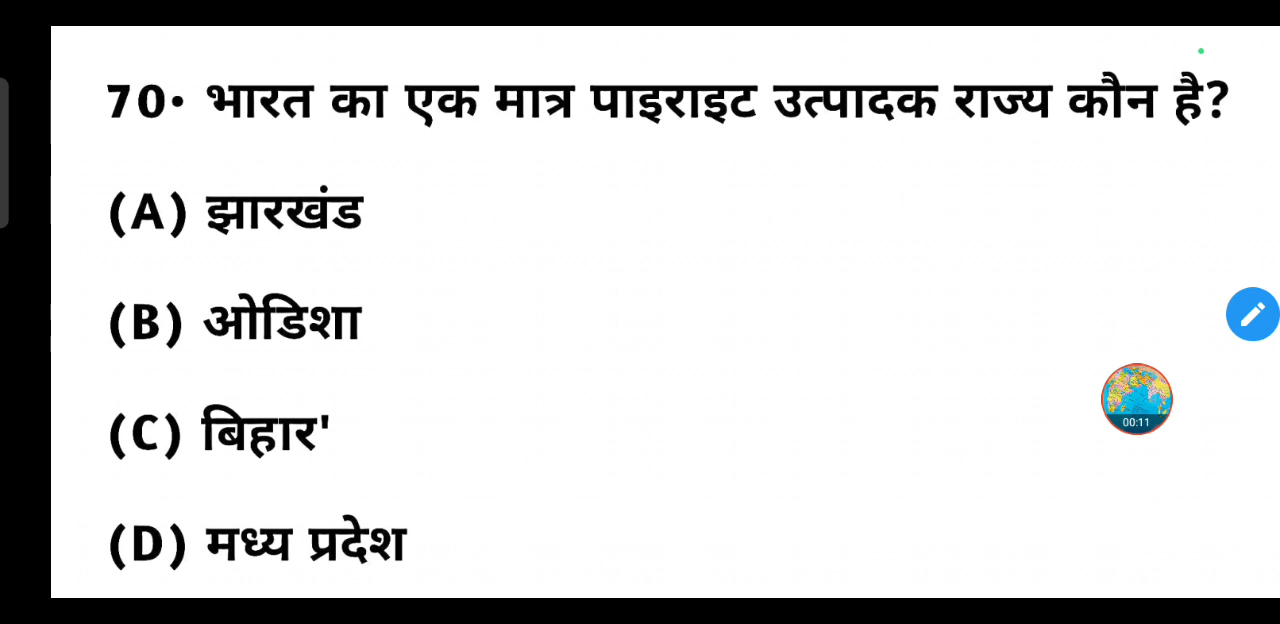 70• भारत का एक मात्र पाइराइट उत्पादक राज्य कौन है?
(A) झारखंड
(B) ओडिशा
(C) बिहार'
00:11
(D) मध्य प्रदेश